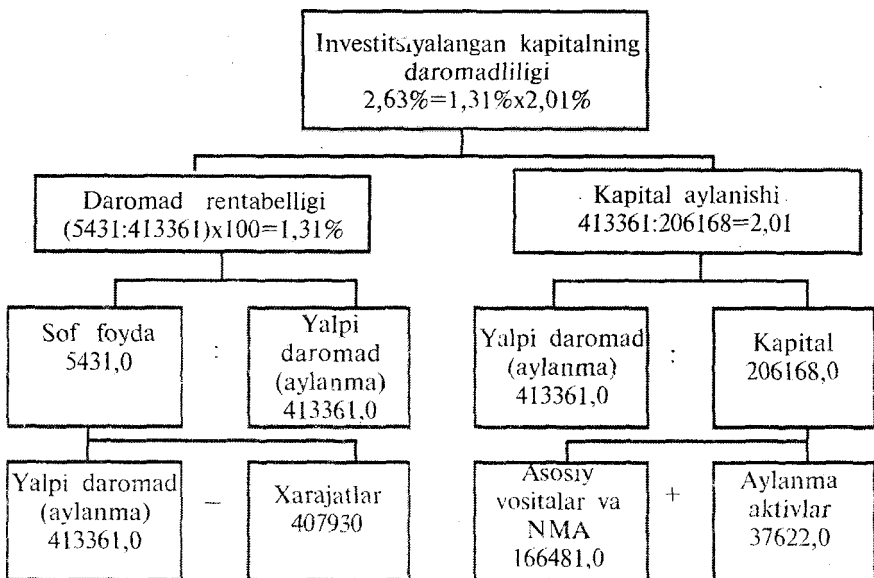 Investitsiyalangan kapitalning
daromadliligi
2,63%=1,31%x2,01%
Daromad rentabelligi
(5431:413361)x100=1,31%
Kapital aylanishi
413361:206168=2,01
Sof foyda
5431,0
:
Yalpi
daromad
(aylanma)
413361,0
Yalpi daromad
(aylanma)
413361,0
:
Kapital
206168,0
Yalpi daromad
(aylanma)
413361,0
–
Xarajatlar
407930
Asosiy
vositalar va
NMA
166481,0
+
Aylanma
aktivlar
37622,0